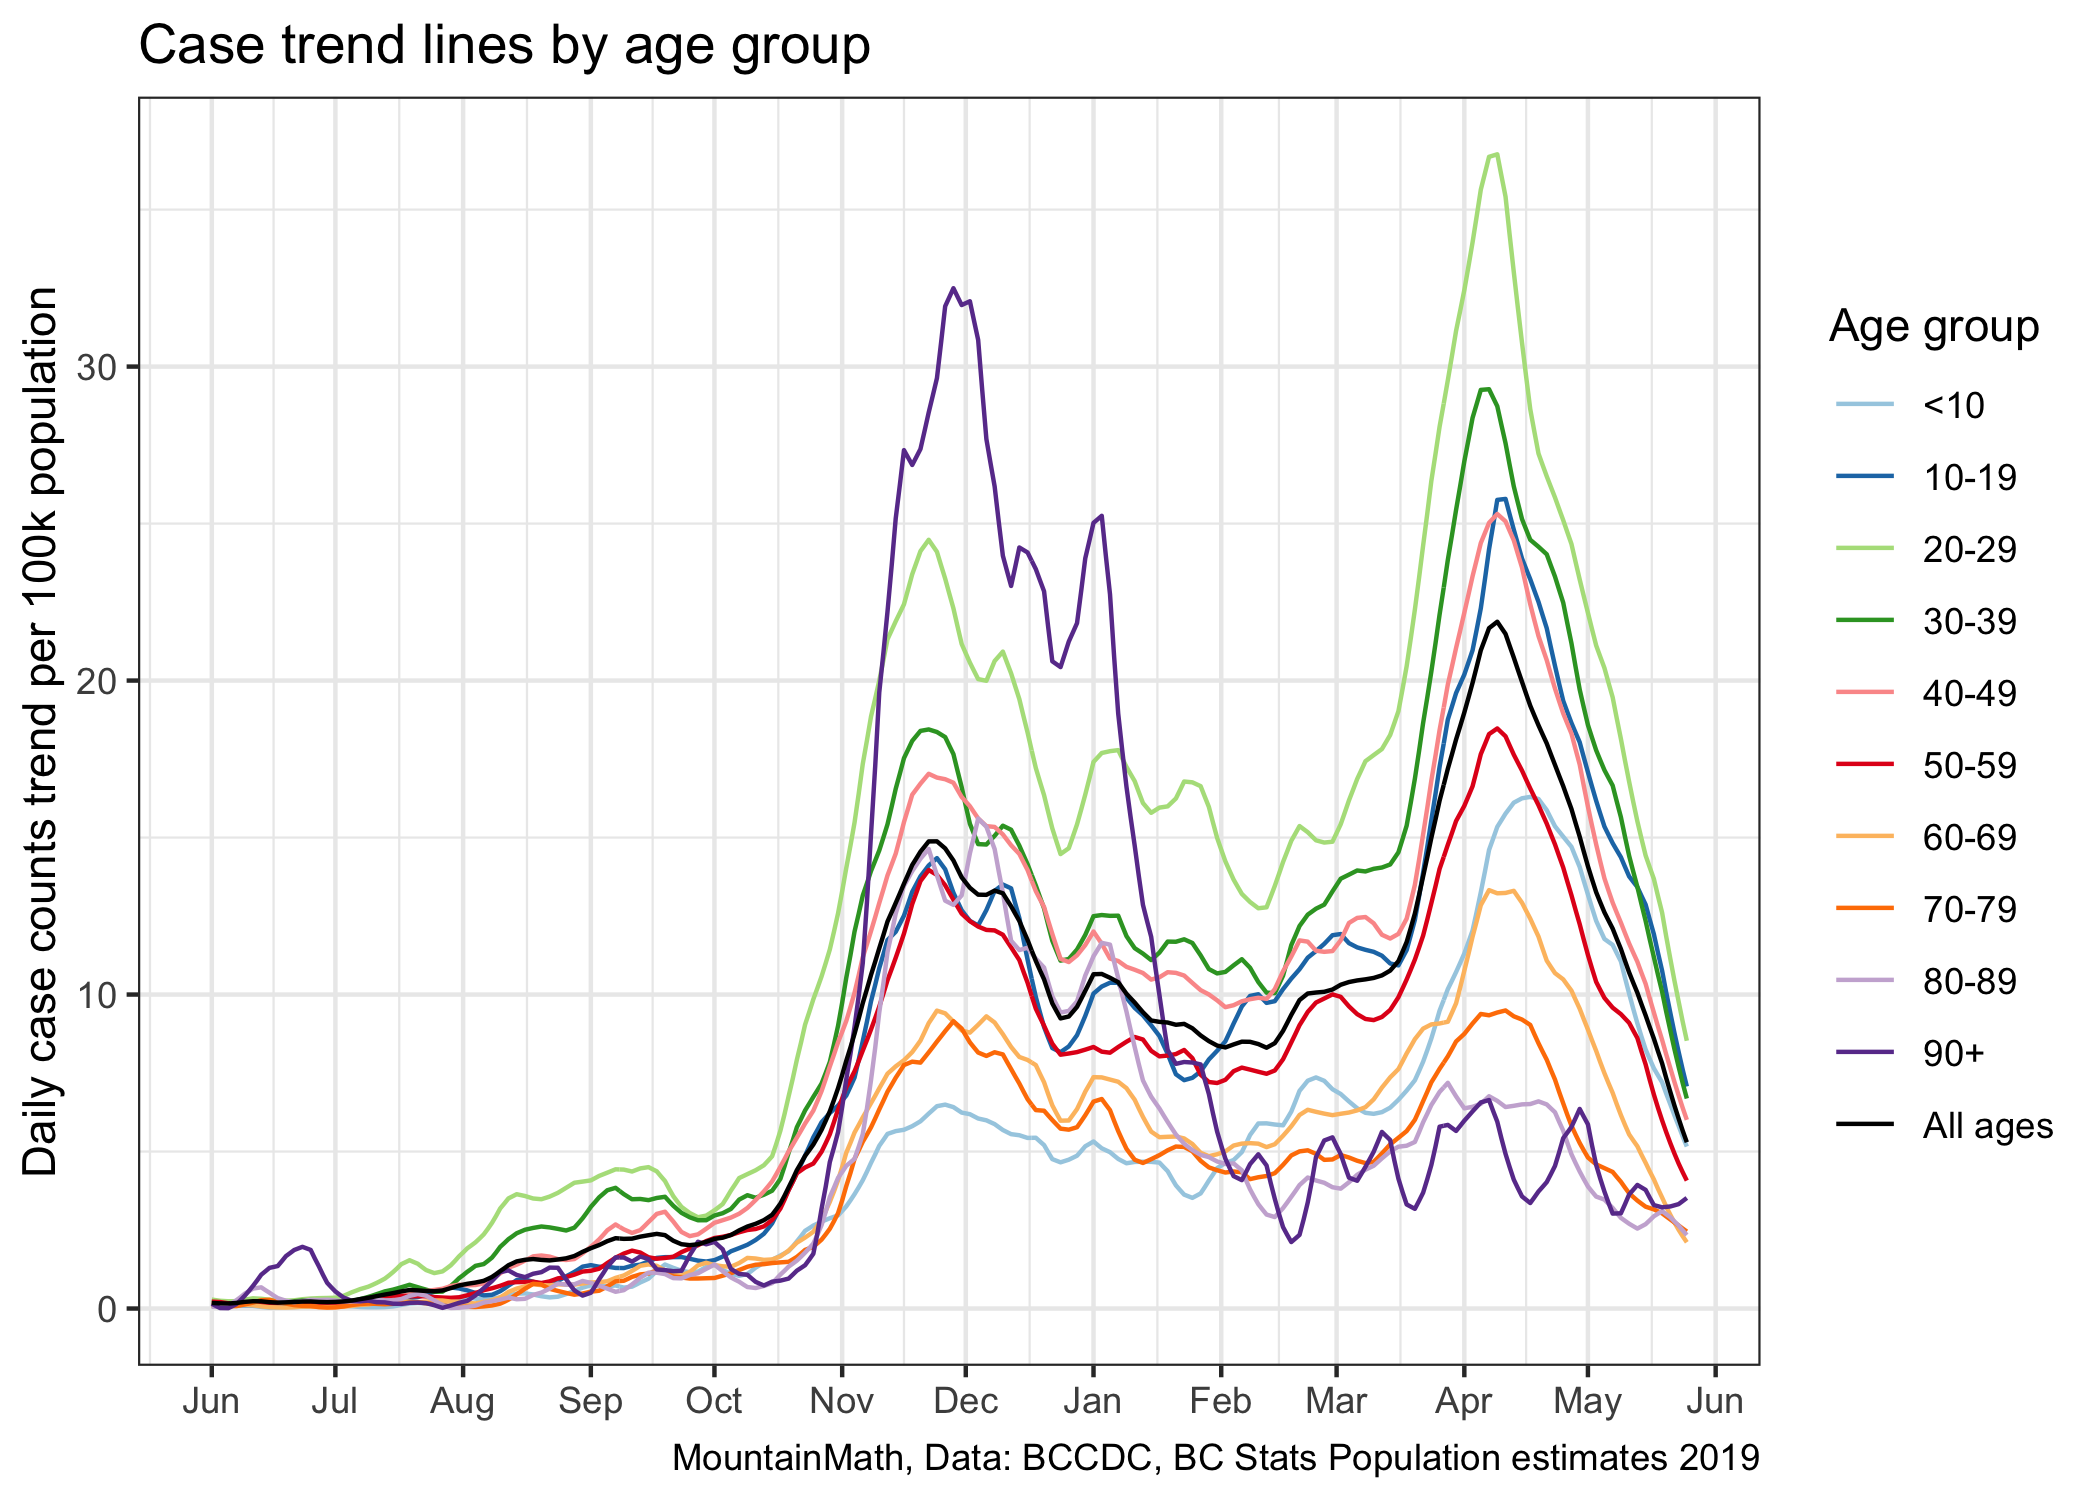 Case trend lines by age group
Daily case counts trend per 100k population
30
20
10
0
Jun Jul Aug Sep Oct Nov Dec Jan Feb Mar Apr May Jun
Age group
<10
10-19
20-29
30-39
40-49
50-59
60-69
70-79
80-89
90+
All ages
MountainMath, Data: BCCDC, BC Stats Population estimates 2019